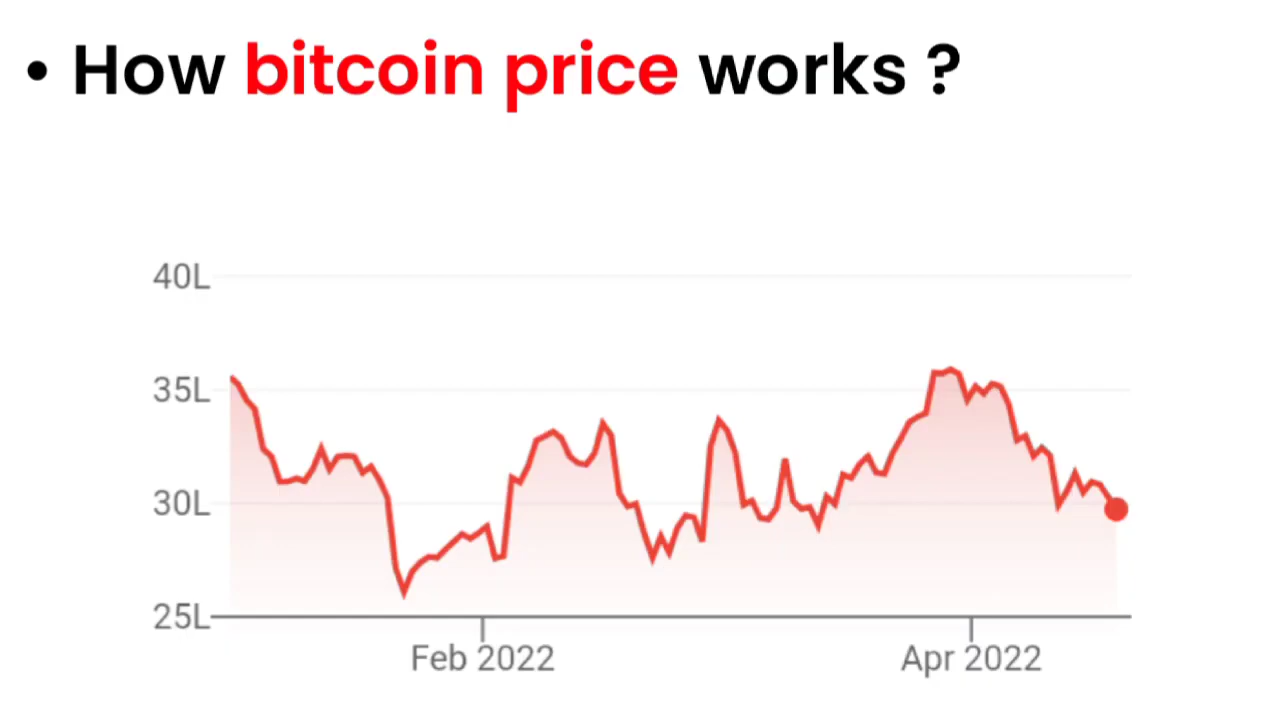 • How bitcoin price works ?
40L
35L
30L
25L
Feb 2022
Apr 2022